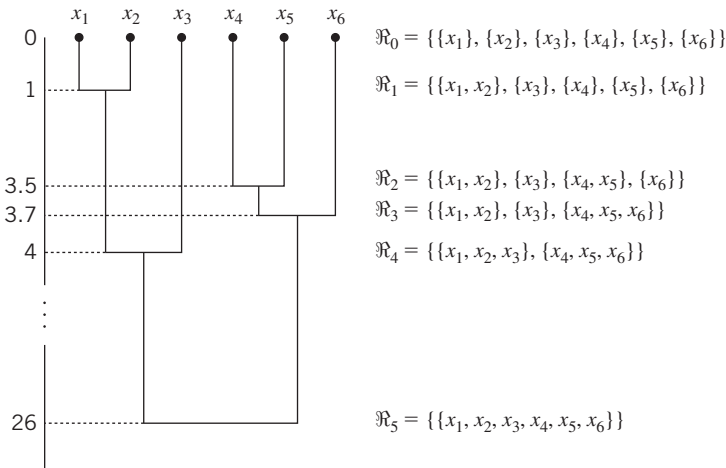 x₁ x₂ x₃ x₄ x₅ x₆
0 ℜ₀ = {{x₁}, {x₂}, {x₃}, {x₄}, {x₅}, {x₆}}
1 ℜ₁ = {{x₁, x₂}, {x₃}, {x₄}, {x₅}, {x₆}}
3.5 ℜ₂ = {{x₁, x₂}, {x₃}, {x₄, x₅}, {x₆}}
3.7 ℜ₃ = {{x₁, x₂}, {x₃}, {x₄, x₅, x₆}}
4 ℜ₄ = {{x₁, x₂, x₃}, {x₄, x₅, x₆}}
26 ℜ₅ = {{x₁, x₂, x₃, x₄, x₅, x₆}}